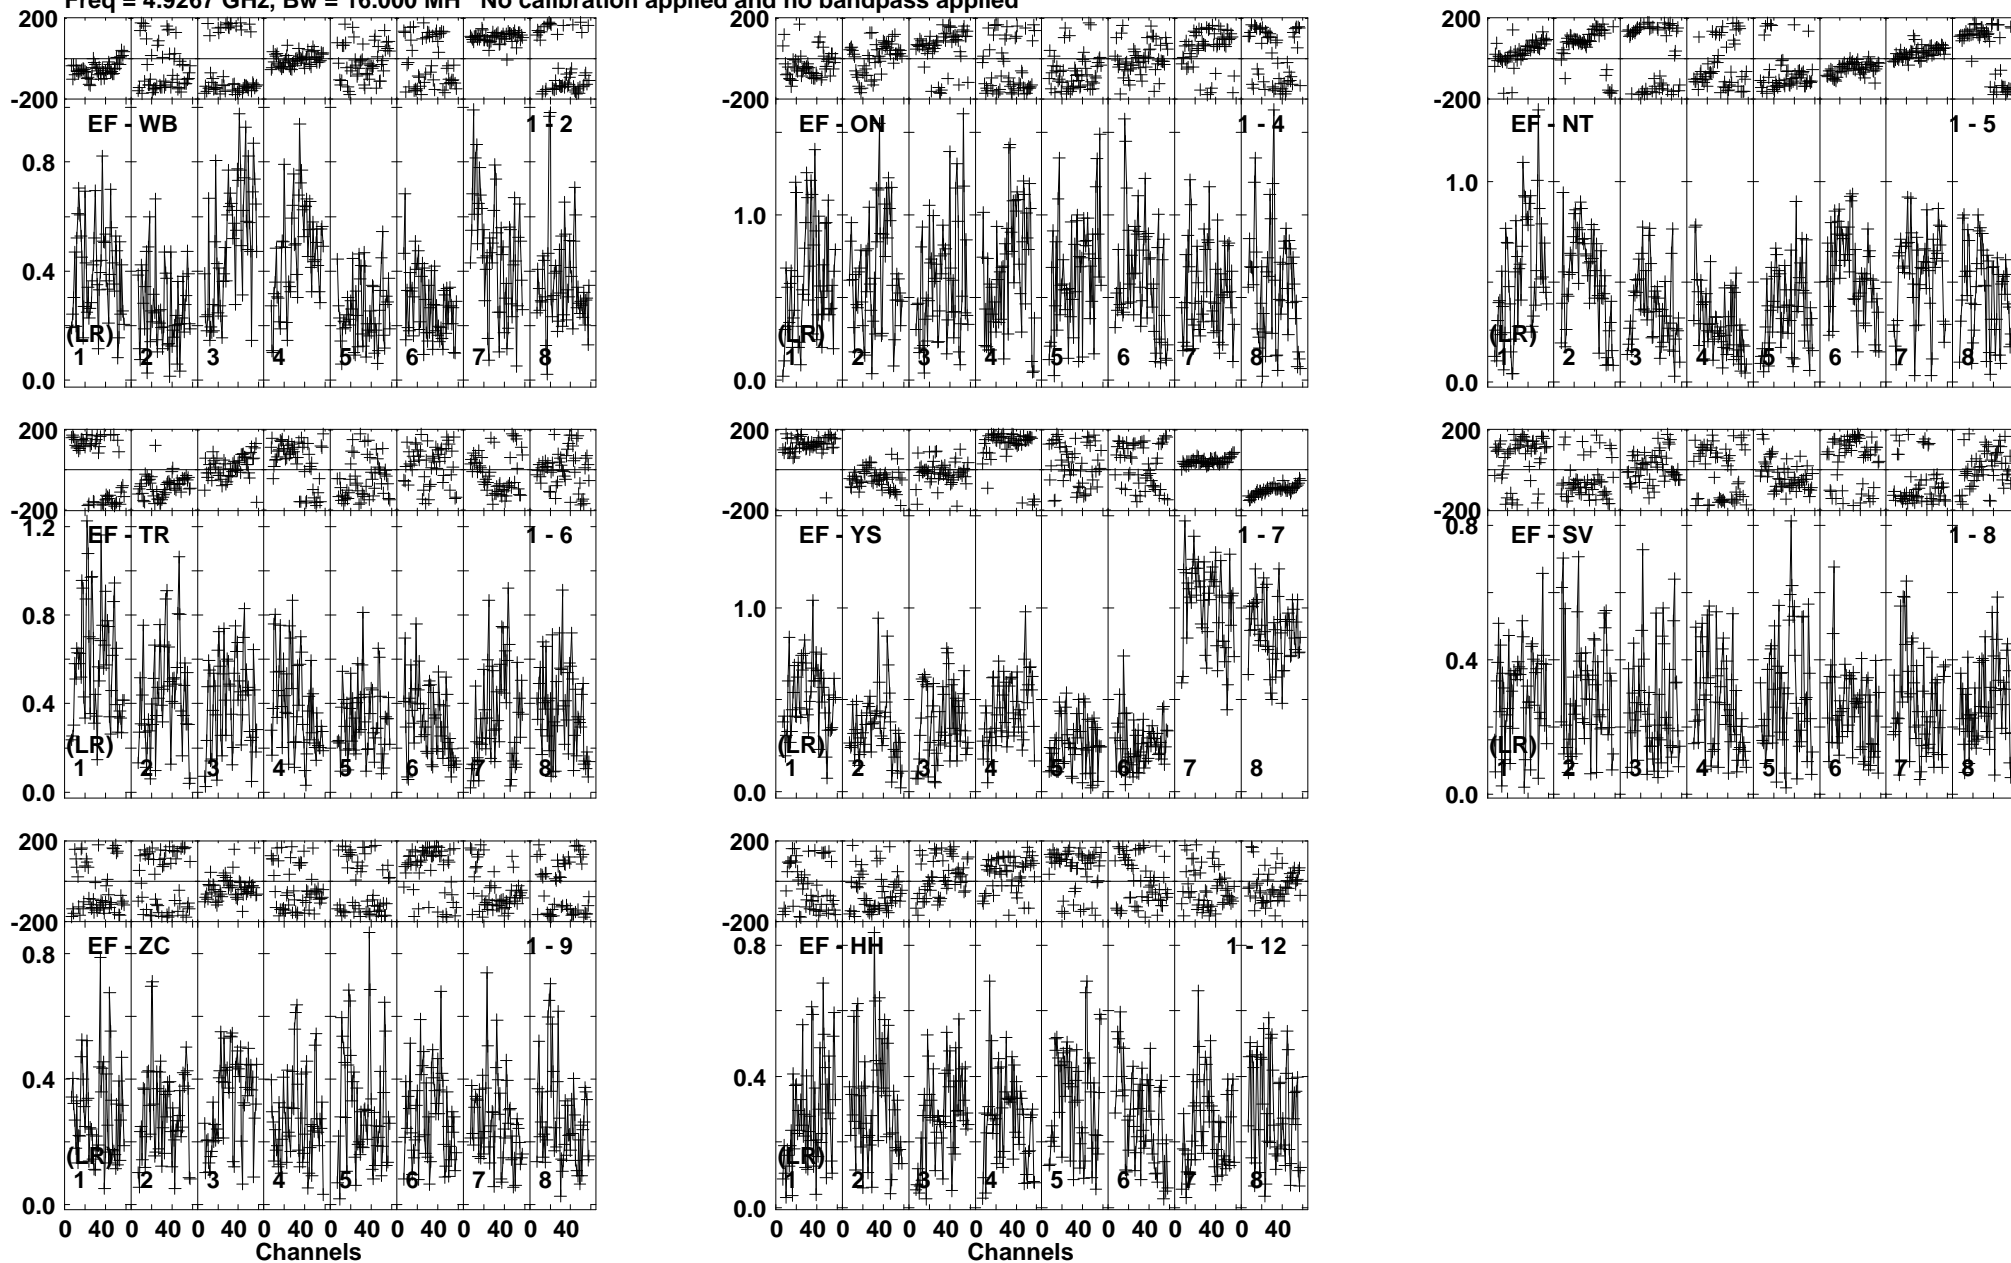 Freq = 4.9267 GHz, Bw = 16.000 MH No calibration applied and no bandpass applied
200 200 200
-200 -200 -200
EF - WB 1 - 2 EF - ON 1 - 4 EF - NT 1 - 5
0.8
1.0 1.0
0.4
(LR) (LR) (LR)
1 2 3 4 5 6 7 8 1 2 3 4 5 6 7 8 1 2 3 4 5 6 7 8
0.0 0.0 0.0
200 200 200
-200 -200 -200
1.2 EF - TR 1 - 6 EF - YS 1 - 7 0.8 EF - SV 1 - 8
0.8 1.0
0.4 0.4
(LR) (LR) (LR)
1 2 3 4 5 6 7 8 1 2 3 4 5 6 7 8 1 2 3 4 5 6 7 8
0.0 0.0 0.0
200 200
-200 -200
0.8 EF - ZC 1 - 9 0.8 EF - HH 1 - 12
0.4 0.4
(LR) (LR)
1 2 3 4 5 6 7 8 1 2 3 4 5 6 7 8
0.0 0.0
0 40 0 40 0 40 0 40 0 40 0 40 0 40 0 40 0 40 0 40 0 40 0 40 0 40 0 40 0 40 0 40
Channels Channels